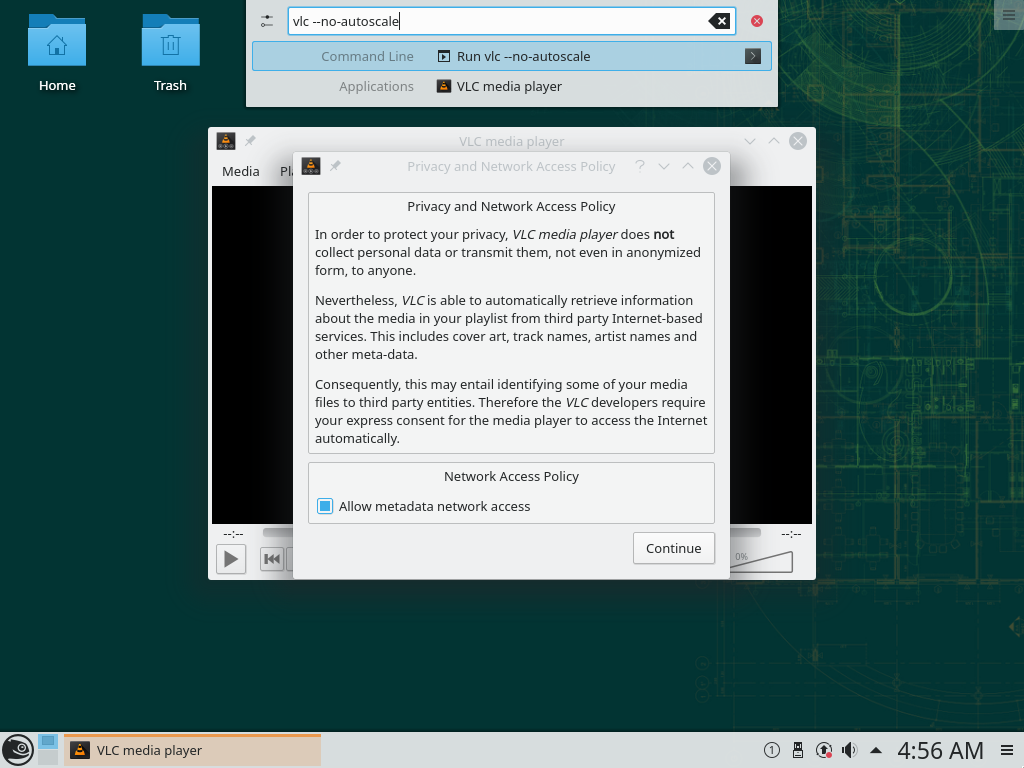 vlc --no-autoscale
Command Line Run vlc --no-autoscale
Applications VLC media player
Home
Trash
VLC media player
Media
Privacy and Network Access Policy
Privacy and Network Access Policy
In order to protect your privacy, VLC media player does not
collect personal data or transmit them, not even in anonymized
form, to anyone.
Nevertheless, VLC is able to automatically retrieve information
about the media in your playlist from third party Internet-based
services. This includes cover art, track names, artist names and
other meta-data.
Consequently, this may entail identifying some of your media
files to third party entities. Therefore the VLC developers require
your express consent for the media player to access the Internet
automatically.
Network Access Policy
Allow metadata network access
--:-- --:--
Continue
0%
VLC media player
1
4:56 AM